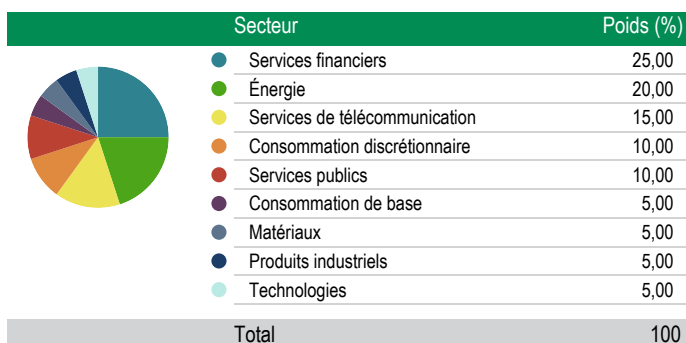 Secteur Poids (%)
Services financiers 25,00
Énergie 20,00
Services de télécommunication 15,00
Consommation discrétionnaire 10,00
Services publics 10,00
Consommation de base 5,00
Matériaux 5,00
Produits industriels 5,00
Technologies 5,00
Total 100